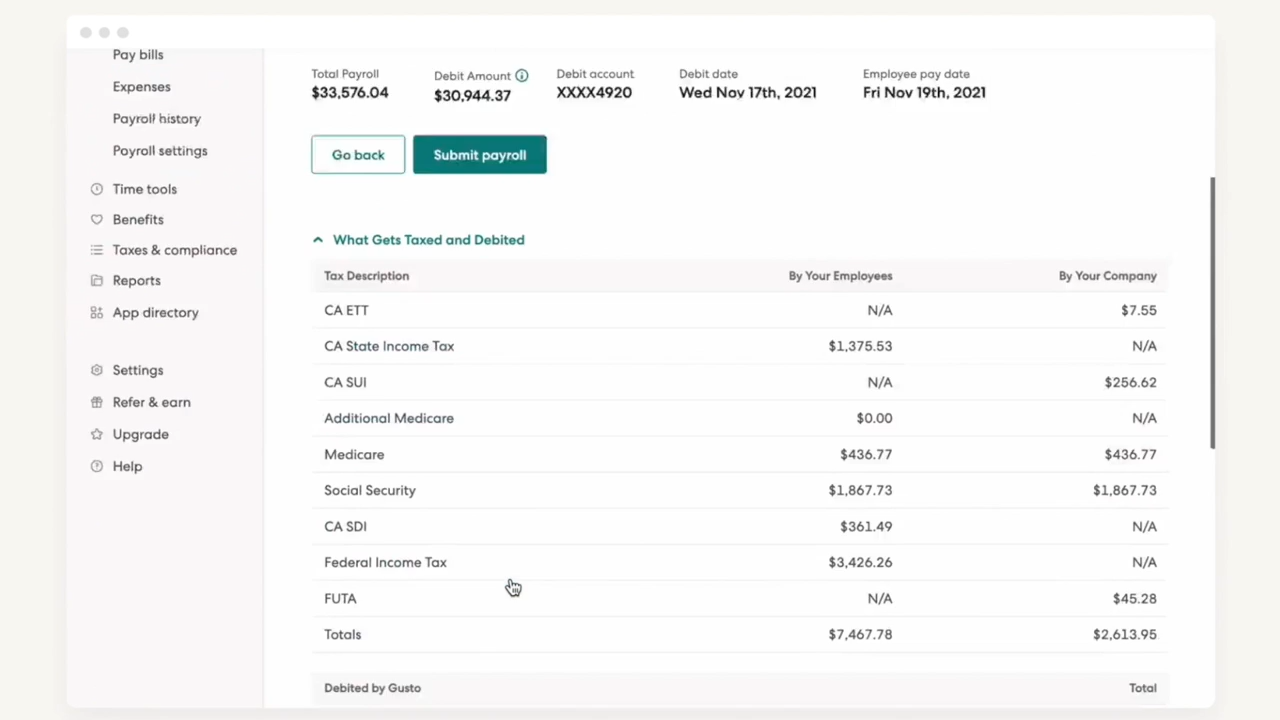 Pay bills
Expenses
Payroll history
Payroll settings
Time tools
Benefits
Taxes & compliance
Reports
App directory
Settings
Refer & earn
Upgrade
Help
Total Payroll Debit Amount Debit account Debit date Employee pay date
$33,576.04 $30,944.37 XXXX4920 Wed Nov 17th, 2021 Fri Nov 19th, 2021
Go back Submit payroll
What Gets Taxed and Debited
Tax Description By Your Employees By Your Company
CA ETT N/A $7.55
CA State Income Tax $1,375.53 N/A
CA SUI N/A $256.62
Additional Medicare $0.00 N/A
Medicare $436.77 $436.77
Social Security $1,867.73 $1,867.73
CA SDI $361.49 N/A
Federal Income Tax $3,426.26 N/A
FUTA N/A $45.28
Totals $7,467.78 $2,613.95
Debited by Gusto Total